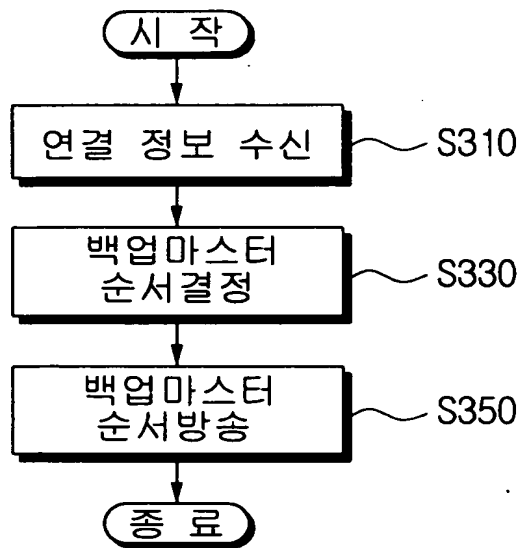 시 작
연결 정보 수신
S310
백업마스터
순서결정
S330
백업마스터
순서방송
S350
종 료